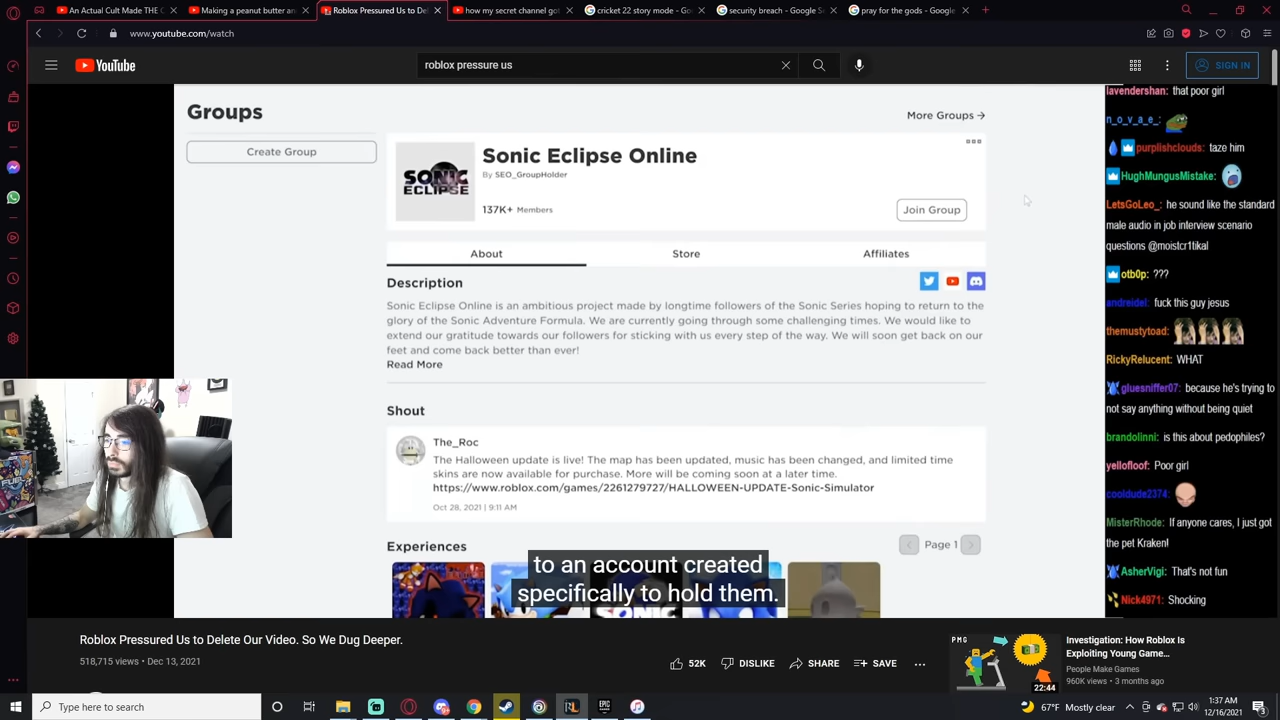 An Actual Cult Made THE C
Making a peanut butter and
Roblox Pressured Us to Del
how my secret channel got
cricket 22 story mode - Goo
security breach - Google Se
pray for the gods - Google
www.youtube.com/watch
YouTube
roblox pressure us
SIGN IN
Groups
More Groups →
Create Group
Sonic Eclipse Online
By SEO_GroupHolder
137K+ Members
Join Group
About
Store
Affiliates
Description
Sonic Eclipse Online is an ambitious project made by longtime followers of the Sonic Series hoping to return to the
glory of the Sonic Adventure Formula. We are currently going through some challenging times. We would like to
extend our gratitude towards our followers for sticking with us every step of the way. We will soon get back on our
feet and come back better than ever!
Read More
Shout
The_Roc
The Halloween update is live! The map has been updated, music has been changed, and limited time
skins are now available for purchase. More will be coming soon at a later time.
https://www.roblox.com/games/2261279727/HALLOWEEN-UPDATE-Sonic-Simulator
Oct 28, 2021 | 9:11 AM
Experiences
Page 1
SONIC
ECLIPSE
to an account created
specifically to hold them.
lavendershan: that poor girl
n_o_v_a_e_:
purplishclouds: taze him
HughMungusMistake:
LetsGoLeo_: he sound like the standard
male audio in job interview scenario
questions @moistcr1tikal
otb0p: ???
andreidel: fuck this guy jesus
themustytoad:
RickyRelucent: WHAT
gluesniffer07: because he's trying to
not say anything without being quiet
brandolinni: is this about pedophiles?
yellofloof: Poor girl
cooldude2374:
MisterRhode: If anyone cares, I just got
the pet Kraken!
AsherVigi: That's not fun
Nick4971: Shocking
Roblox Pressured Us to Delete Our Video. So We Dug Deeper.
518,715 views • Dec 13, 2021
52K
DISLIKE
SHARE
SAVE
PMG
22:44
Investigation: How Roblox Is
Exploiting Young Game...
People Make Games
960K views • 3 months ago
Type here to search
EPIC
67°F Mostly clear
1:37 AM
12/16/2021